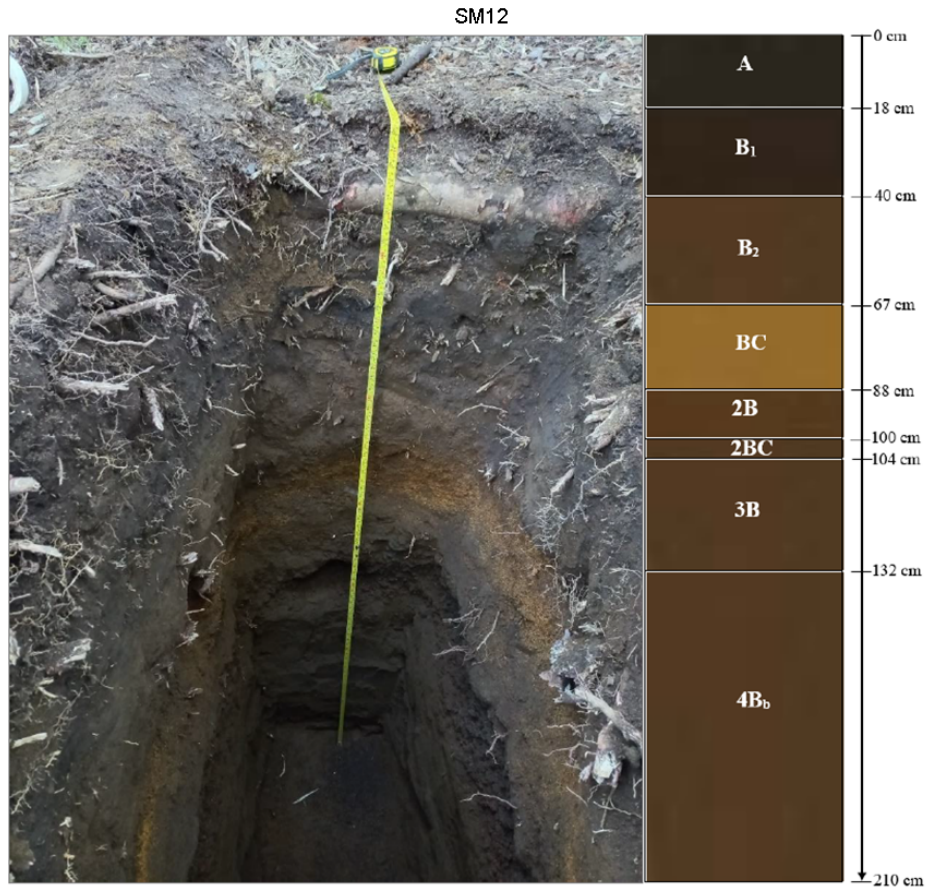 SM12
0 cm
A
18 cm
B₁
40 cm
B₂
67 cm
BC
88 cm
2B
100 cm
2BC
104 cm
3B
132 cm
4Bb
210 cm